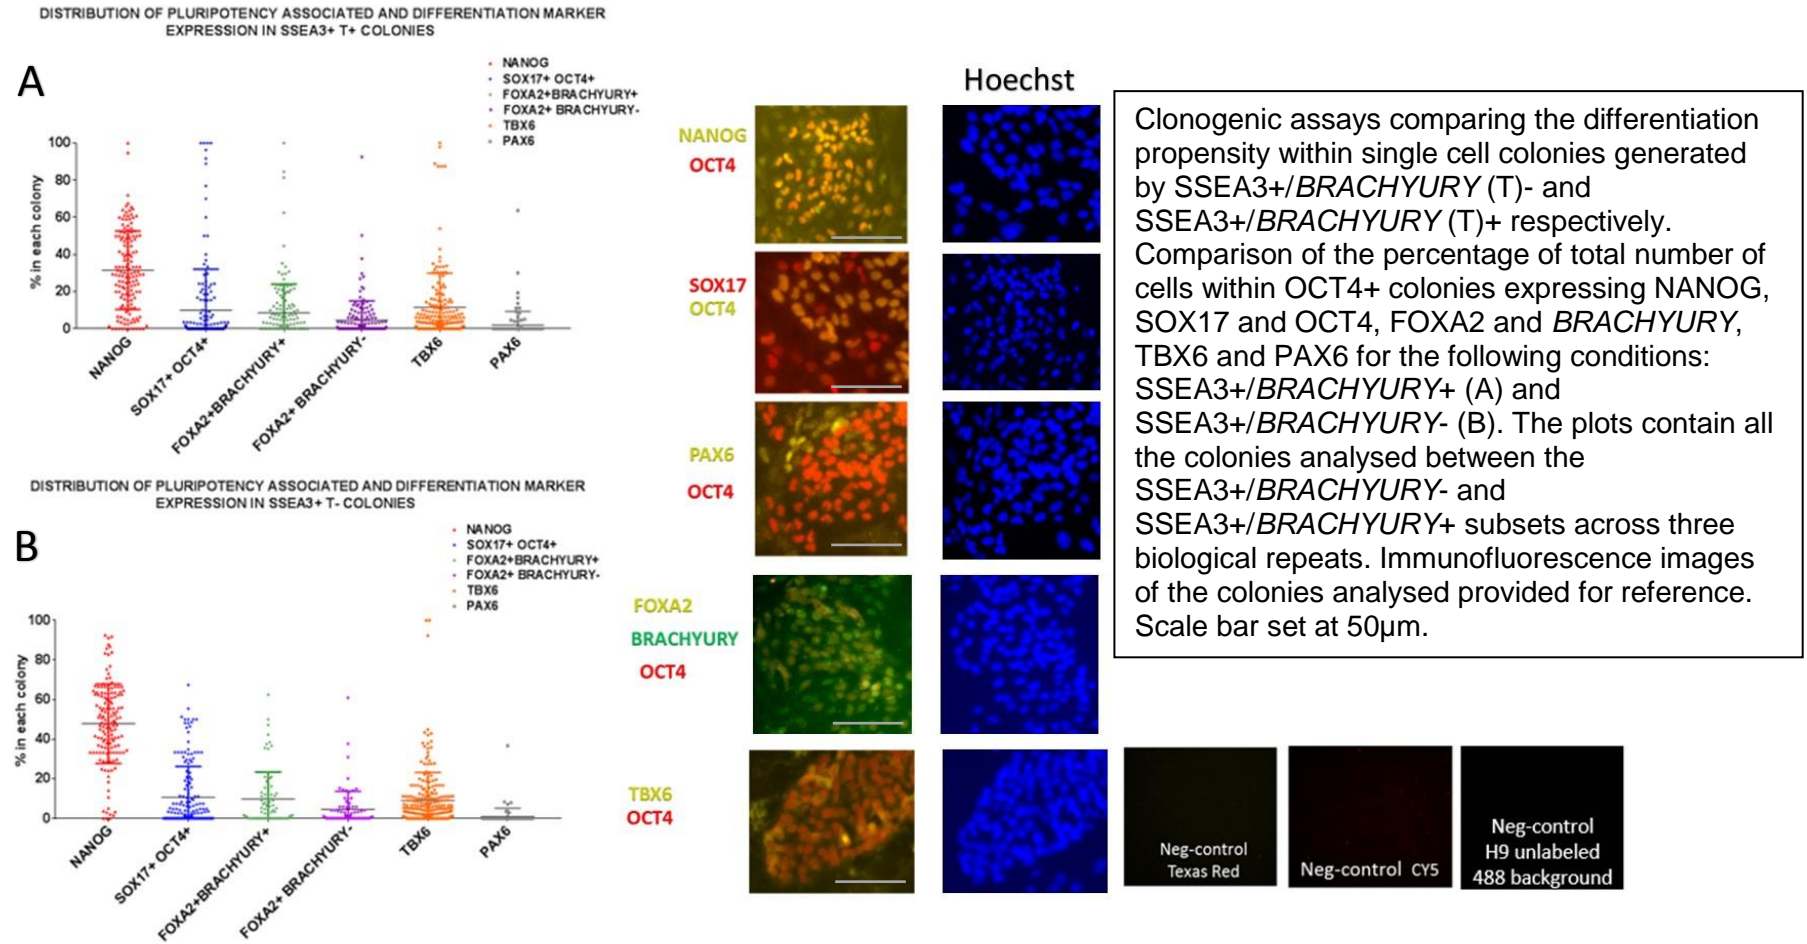 DISTRIBUTION OF PLURIPOTENCY ASSOCIATED AND DIFFERENTIATION MARKER
EXPRESSION IN SSEA3+ T+ COLONIES
A
NANOG
SOX17+ OCT4+
FOXA2+BRACHYURY+
FOXA2+ BRACHYURY-
TBX6
PAX6
% in each colony
100
80
60
40
20
0
NANOG
SOX17+ OCT4+
FOXA2+BRACHYURY+
FOXA2+ BRACHYURY-
TBX6
PAX6
DISTRIBUTION OF PLURIPOTENCY ASSOCIATED AND DIFFERENTIATION MARKER
EXPRESSION IN SSEA3+ T- COLONIES
B
NANOG
SOX17+ OCT4+
FOXA2+BRACHYURY+
FOXA2+ BRACHYURY-
TBX6
PAX6
% in each colony
100
80
60
40
20
0
NANOG
SOX17+ OCT4+
FOXA2+BRACHYURY+
FOXA2+ BRACHYURY-
TBX6
PAX6
Hoechst
NANOG
OCT4
SOX17
OCT4
PAX6
OCT4
FOXA2
BRACHYURY
OCT4
TBX6
OCT4
Clonogenic assays comparing the differentiation
propensity within single cell colonies generated
by SSEA3+/BRACHYURY (T)- and
SSEA3+/BRACHYURY (T)+ respectively.
Comparison of the percentage of total number of
cells within OCT4+ colonies expressing NANOG,
SOX17 and OCT4, FOXA2 and BRACHYURY,
TBX6 and PAX6 for the following conditions:
SSEA3+/BRACHYURY+ (A) and
SSEA3+/BRACHYURY- (B). The plots contain all
the colonies analysed between the
SSEA3+/BRACHYURY- and
SSEA3+/BRACHYURY+ subsets across three
biological repeats. Immunofluorescence images
of the colonies analysed provided for reference.
Scale bar set at 50µm.
Neg-control
Texas Red
Neg-control CY5
Neg-control
H9 unlabeled
488 background